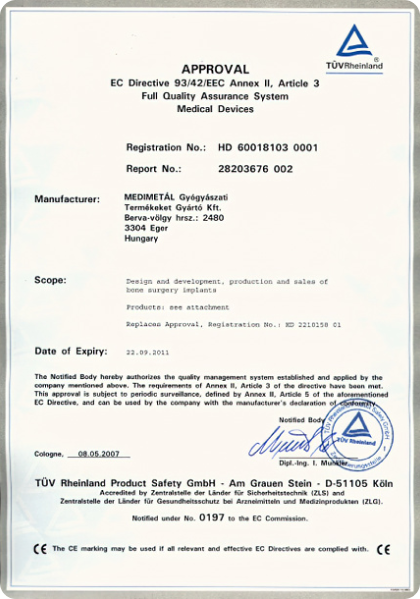 TÜVRheinland
APPROVAL
EC Directive 93/42/EEC Annex II, Article 3
Full Quality Assurance System
Medical Devices
Registration No.: HD 60018103 0001
Report No.: 28203676 002
Manufacturer: MEDIMETÁL Gyógyászati
Termékeket Gyártó Kft.
Berva-völgy hrsz.: 2480
3304 Eger
Hungary
Scope: Design and development, production and sales of
bone surgery implants
Products: see attachment
Replaces Approval, Registration No.: HD 2210158 01
Date of Expiry: 22.09.2011
The Notified Body hereby authorizes the quality management system established and applied by the
company mentioned above. The requirements of Annex II, Article 3 of the directive have been met.
This approval is subject to periodic surveillance, defined by Annex II, Article 5 of the aforementioned
EC Directive, and can be used by the company with the manufacturer's declaration of conformity.
Notified Body
TÜV Rheinland
Cologne, 08.05.2007
Dipl.-Ing. I. Munkler
TÜV Rheinland Product Safety GmbH - Am Grauen Stein - D-51105 Köln
Accredited by Zentralstelle der Länder für Sicherheitstechnik (ZLS) and
Zentralstelle der Länder für Gesundheitsschutz bei Arzneimitteln und Medizinprodukten (ZLG).
Notified under No. 0197 to the EC Commission.
CE The CE marking may be used if all relevant and effective EC Directives are complied with. CE